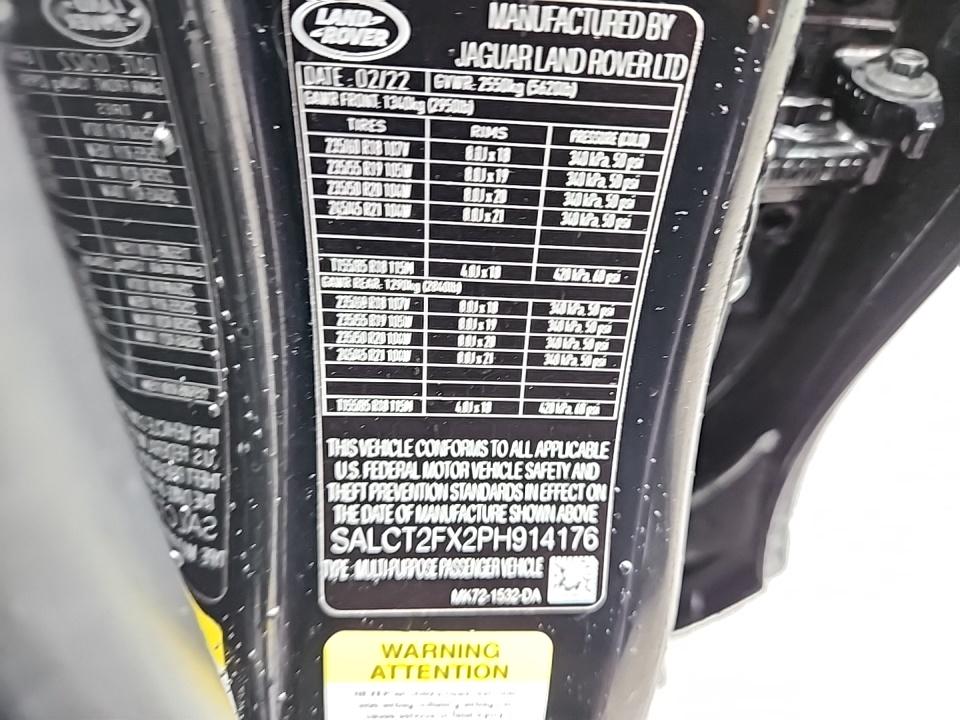 LAND
ROVER
MANUFACTURED BY
JAGUAR LAND ROVER LTD
DATE . 02/22 GVWR: 2550kg (5620lb)
GAWR FRONT: 1340kg (2950lb)
TIRES RIMS PRESSURE (COLD)
235/60 R18 107V 8.0J x 18 340 kPa, 50 psi
235/55 R19 105W 8.0J x 19 340 kPa, 50 psi
235/50 R20 104W 8.0J x 20 340 kPa, 50 psi
245/45 R21 104W 8.0J x 21 340 kPa, 50 psi
T155/85 R18 115M 4.0J x 18 420 kPa, 60 psi
GAWR REAR: 1290kg (2840lb)
235/60 R18 107V 8.0J x 18 340 kPa, 50 psi
235/55 R19 105W 8.0J x 19 340 kPa, 50 psi
235/50 R20 104W 8.0J x 20 340 kPa, 50 psi
245/45 R21 104W 8.0J x 21 340 kPa, 50 psi
T155/85 R18 115M 4.0J x 18 420 kPa, 60 psi
THIS VEHICLE CONFORMS TO ALL APPLICABLE
U.S. FEDERAL MOTOR VEHICLE SAFETY AND
THEFT PREVENTION STANDARDS IN EFFECT ON
THE DATE OF MANUFACTURE SHOWN ABOVE
SALCT2FX2PH914176
TYPE : MULTI-PURPOSE PASSENGER VEHICLE
MK72-1532-DA
WARNING
ATTENTION